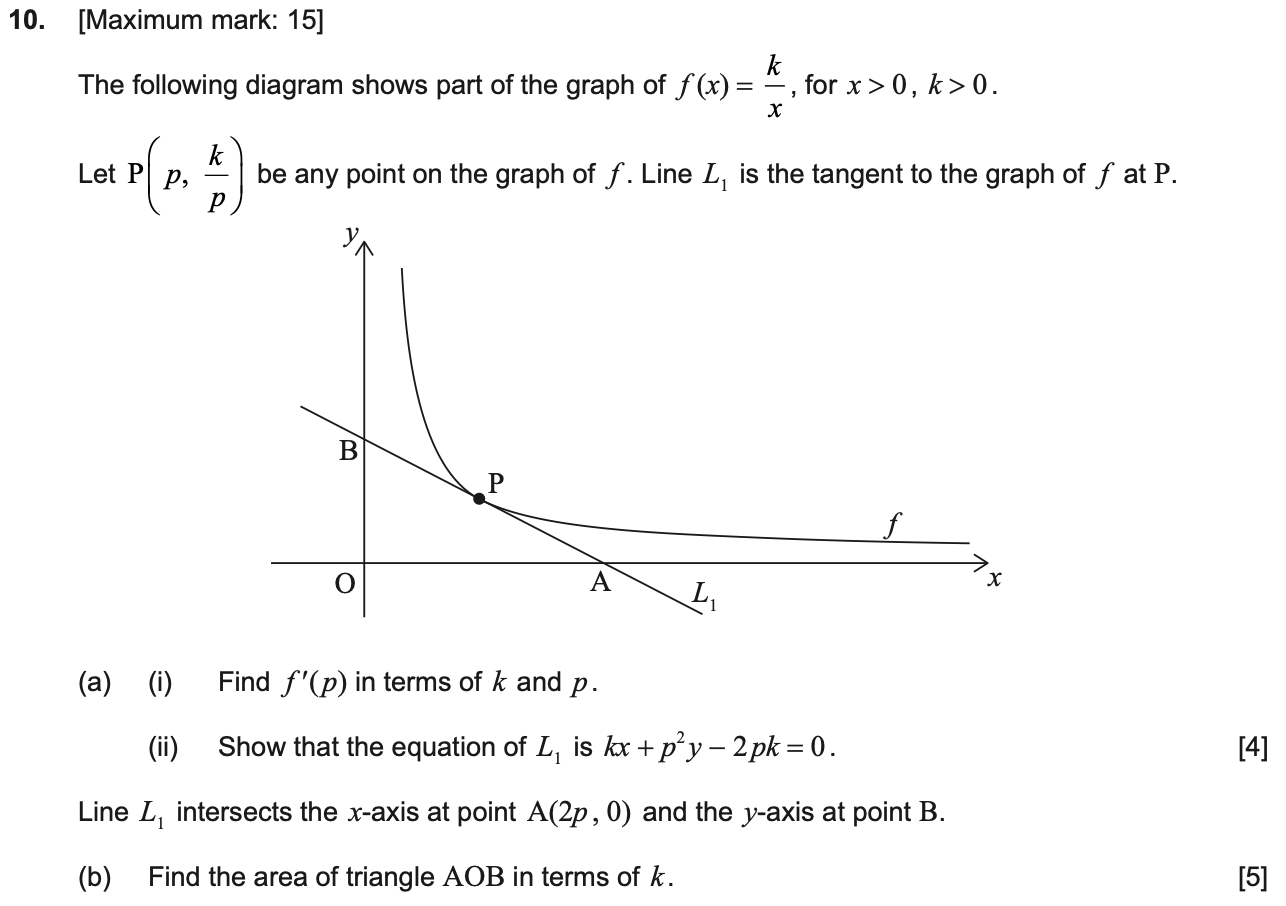 10. [Maximum mark: 15]
The following diagram shows part of the graph of f(x) = k/x, for x > 0, k > 0.
Let P(p, k/p) be any point on the graph of f. Line L₁ is the tangent to the graph of f at P.
y
B
P
f
O
A
L₁
x
(a) (i) Find f′(p) in terms of k and p.
(ii) Show that the equation of L₁ is kx + p²y − 2pk = 0. [4]
Line L₁ intersects the x-axis at point A(2p, 0) and the y-axis at point B.
(b) Find the area of triangle AOB in terms of k. [5]